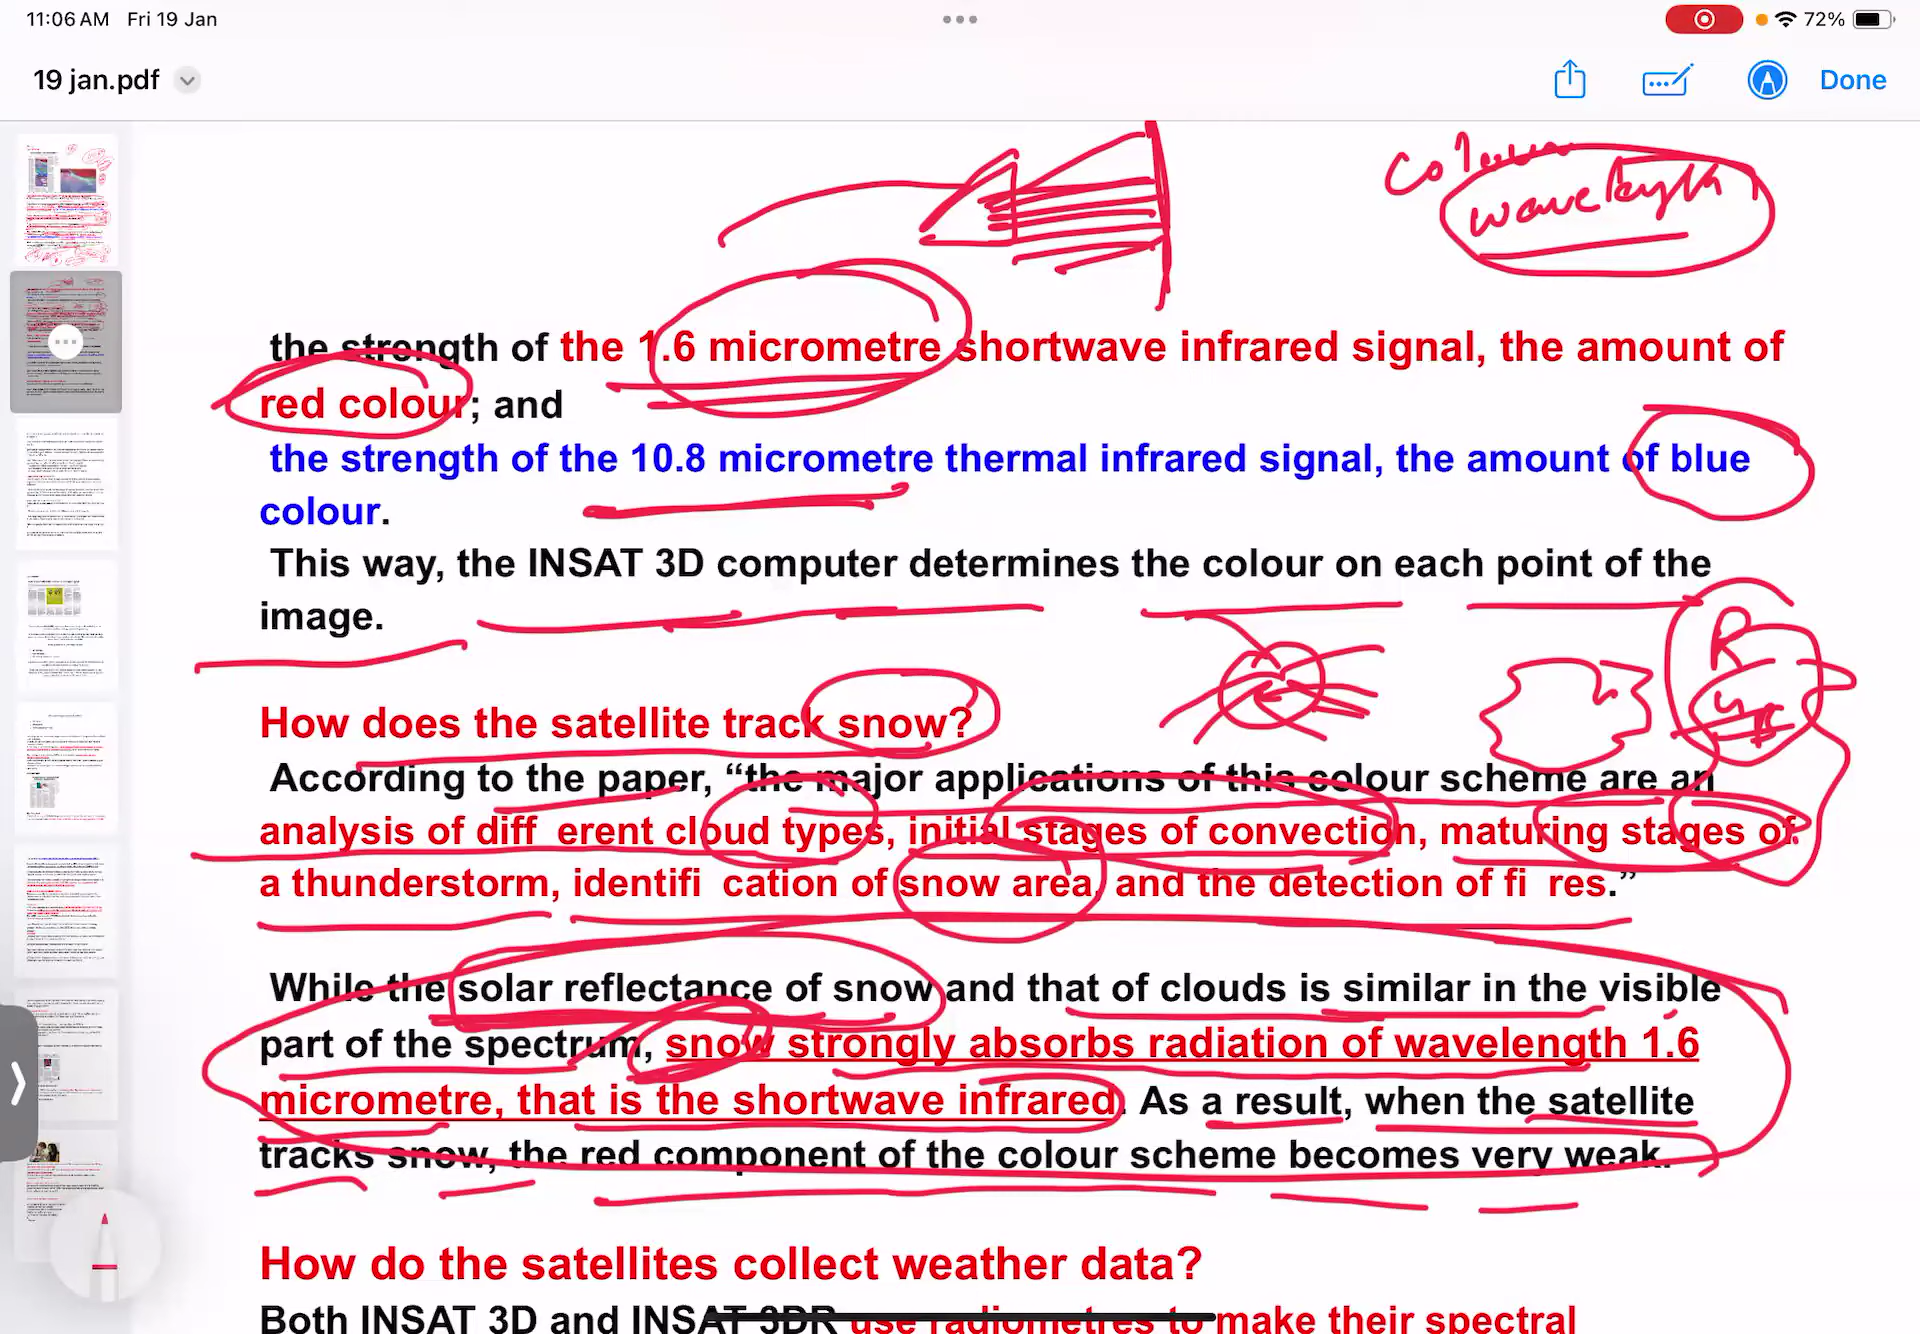 11:06 AM Fri 19 Jan
72%
19 jan.pdf
Done
Colour
wavelength
the strength of the 1.6 micrometre shortwave infrared signal, the amount of
red colour; and
the strength of the 10.8 micrometre thermal infrared signal, the amount of blue
colour.
This way, the INSAT 3D computer determines the colour on each point of the
image.
R
How does the satellite track snow?
According to the paper, “the major applications of this colour scheme are an
analysis of diff erent cloud types, initial stages of convection, maturing stages of
a thunderstorm, identifi cation of snow area, and the detection of fi res.”
While the solar reflectance of snow and that of clouds is similar in the visible
part of the spectrum, snow strongly absorbs radiation of wavelength 1.6
micrometre, that is the shortwave infrared. As a result, when the satellite
tracks snow, the red component of the colour scheme becomes very weak.
How do the satellites collect weather data?
Both INSAT 3D and INSAT 3DR use radiometres to make their spectral